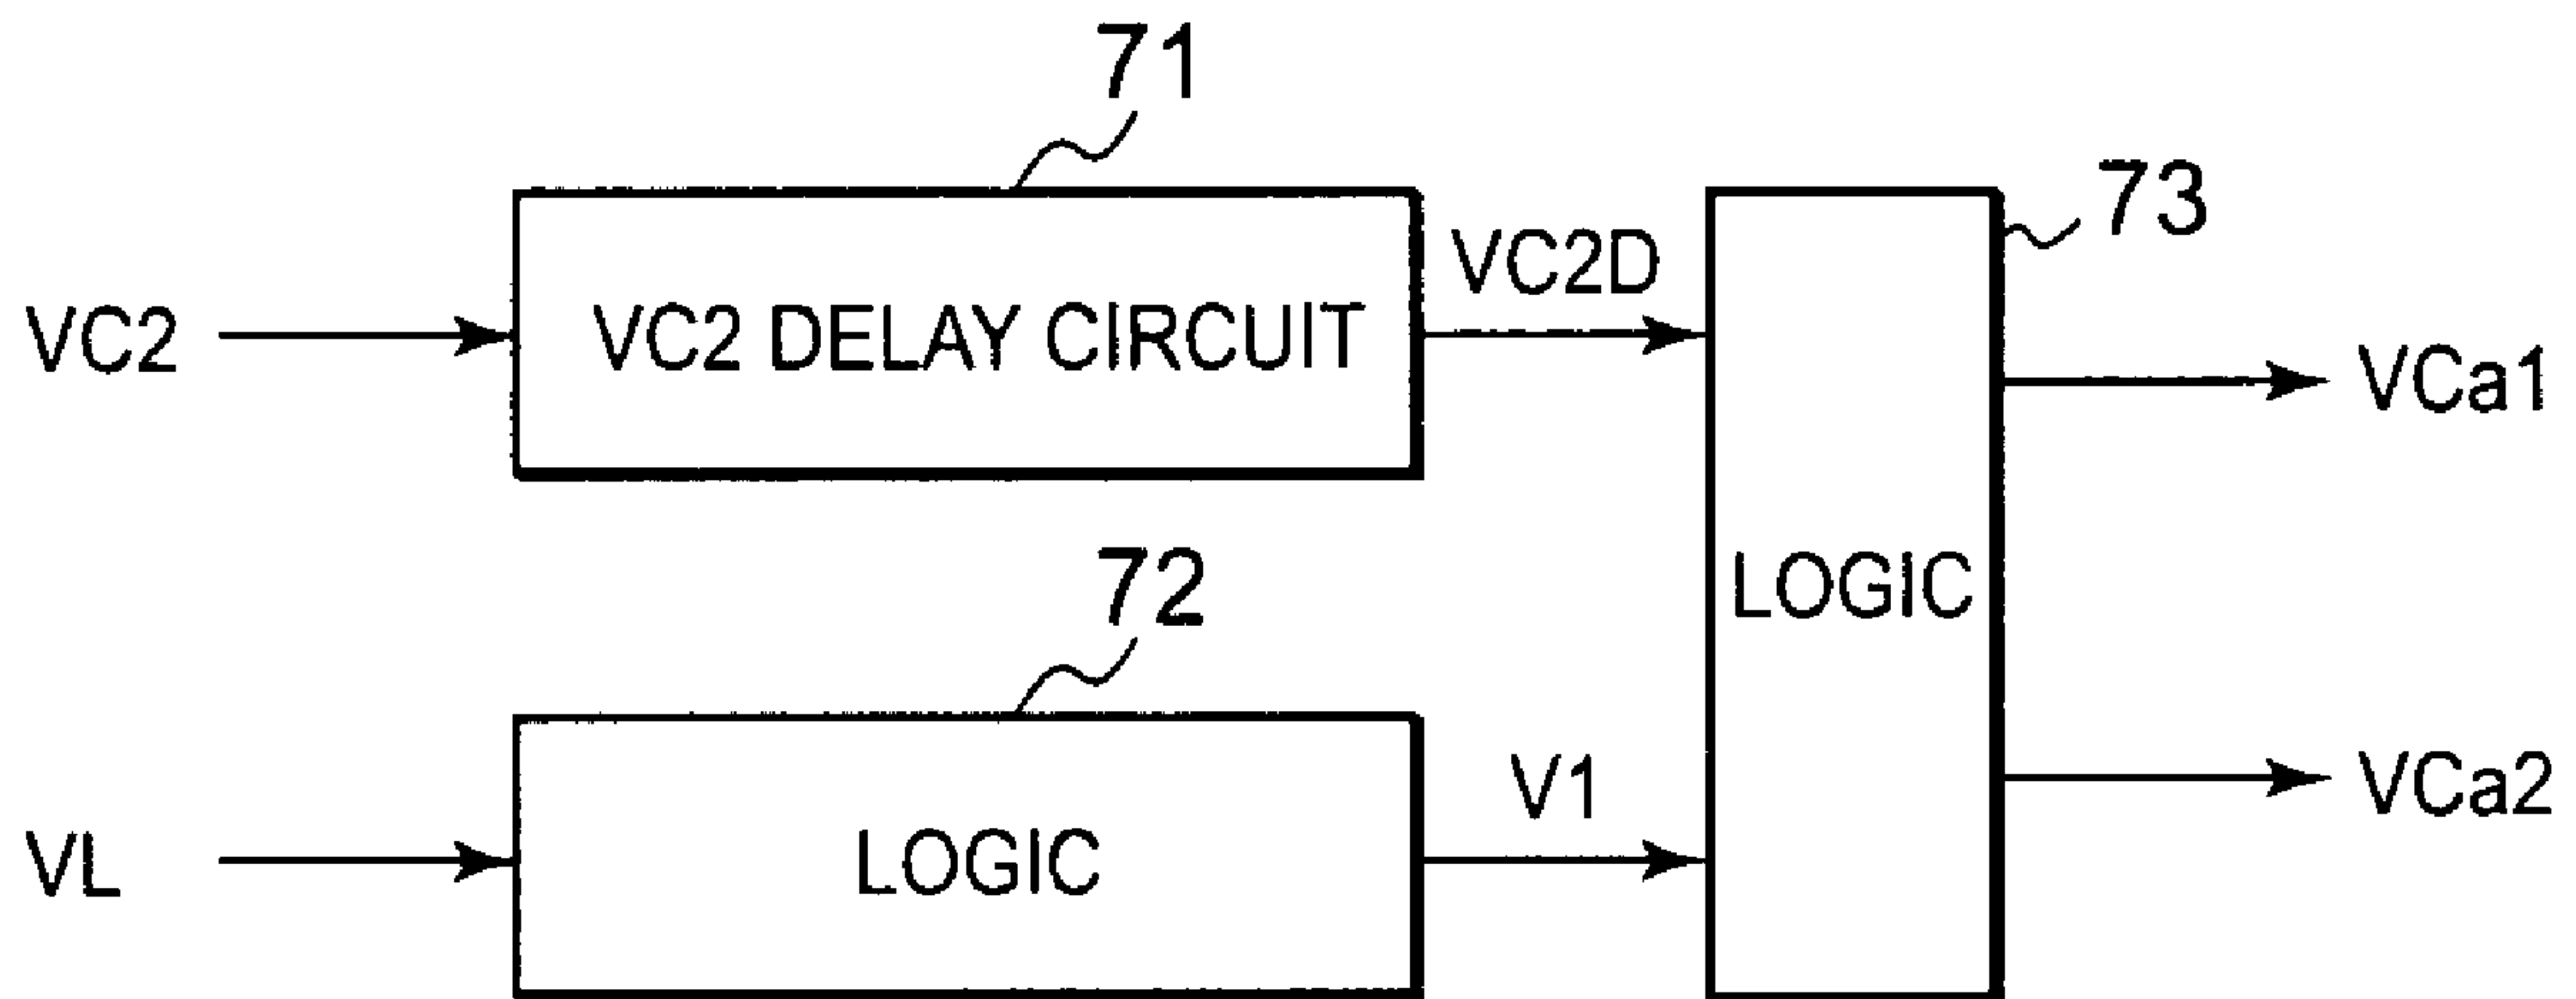 71
73
VC2
VC2 DELAY CIRCUIT
VC2D
VCa1
72
LOGIC
VL
LOGIC
V1
VCa2